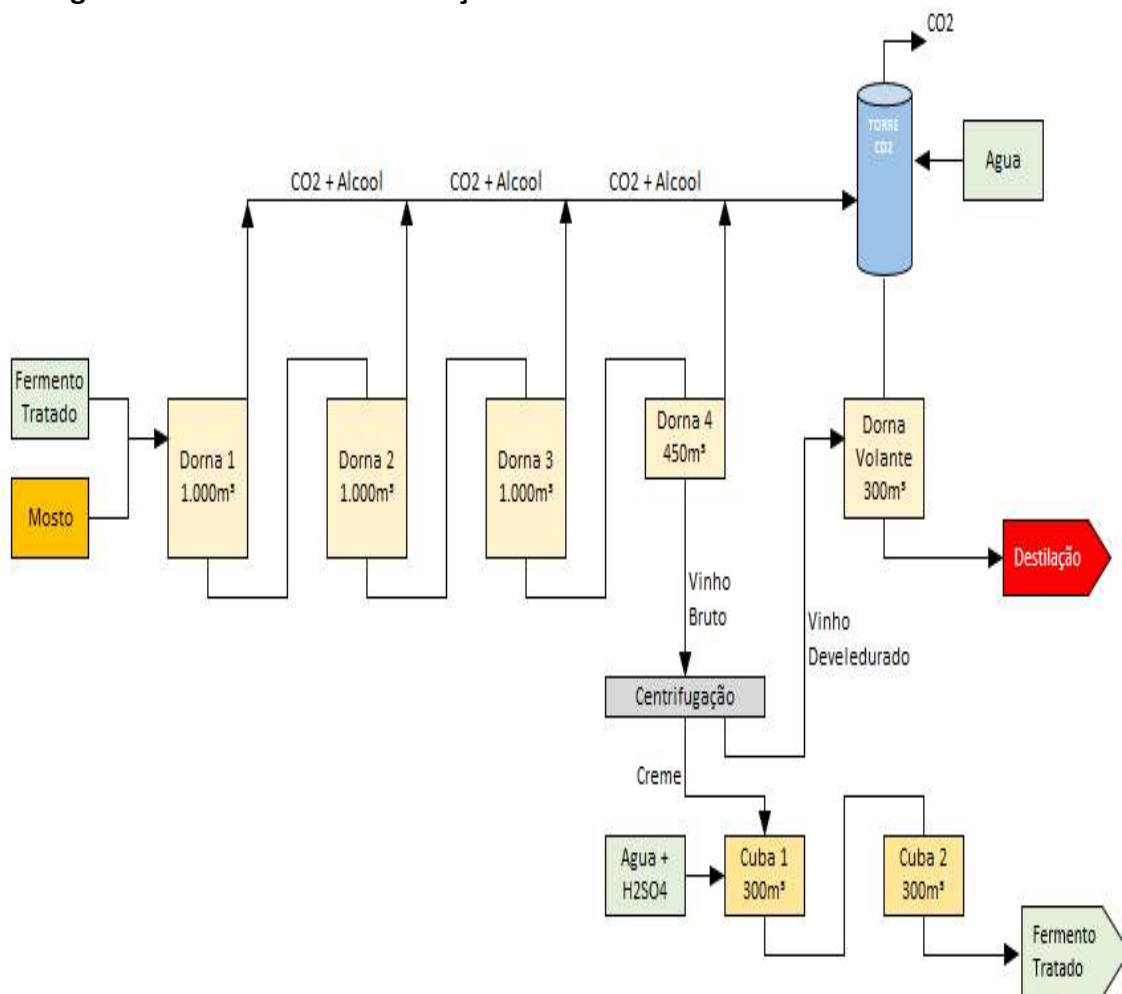 CO2
TORRE
CO2
Agua
CO2 + Alcool
CO2 + Alcool
CO2 + Alcool
Fermento
Tratado
Mosto
Dorna 1
1.000m³
Dorna 2
1.000m³
Dorna 3
1.000m³
Dorna 4
450m³
Dorna
Volante
300m³
Destilação
Vinho
Bruto
Vinho
Develedurado
Centrifugação
Creme
Agua +
H2SO4
Cuba 1
300m³
Cuba 2
300m³
Fermento
Tratado